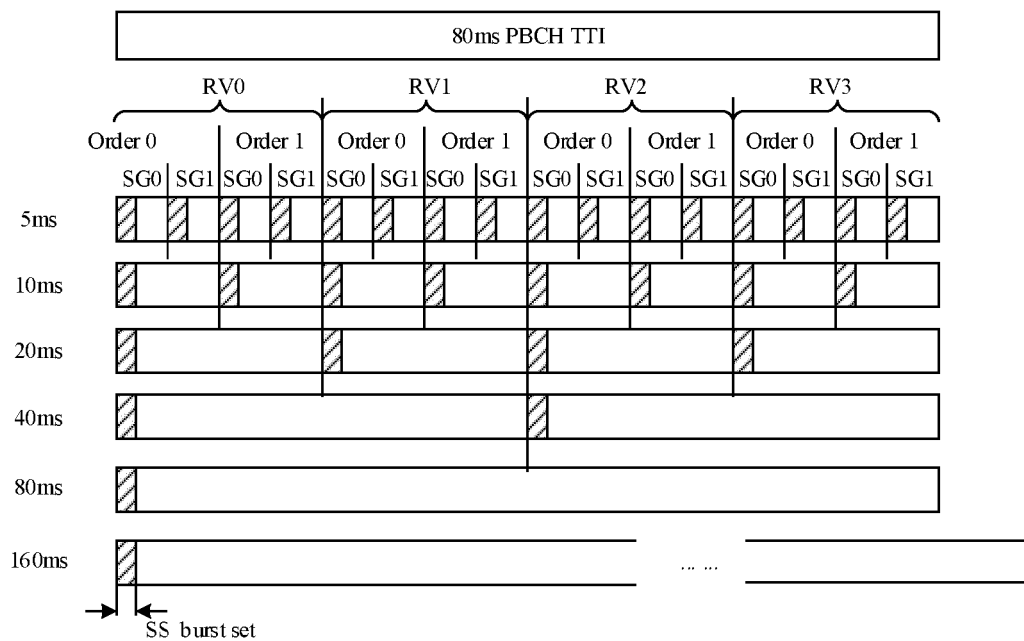 80ms PBCH TTI
RV0 RV1 RV2 RV3
Order 0 Order 1 Order 0 Order 1 Order 0 Order 1 Order 0 Order 1
SG0 SG1 SG0 SG1 SG0 SG1 SG0 SG1 SG0 SG1 SG0 SG1 SG0 SG1 SG0 SG1
5ms
10ms
20ms
40ms
80ms
160ms ... ...
SS burst set